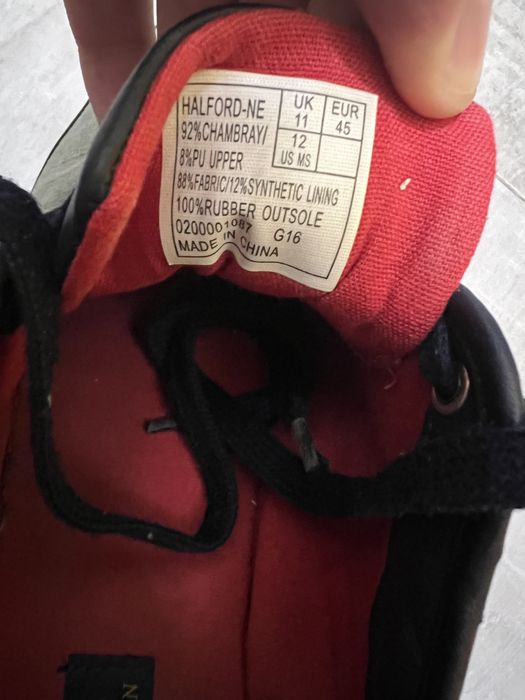 HALFORD-NE
92%CHAMBRAY/
8%PU UPPER
UK 11
EUR 45
12 US MS
88%FABRIC/12%SYNTHETIC LINING
100%RUBBER OUTSOLE
0200001087 G16
MADE IN CHINA